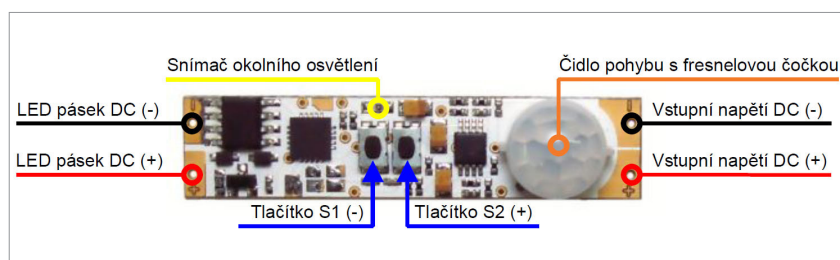 Snímač okolního osvětlení
Čidlo pohybu s fresnelovou čočkou
LED pásek DC (-)
Vstupní napětí DC (-)
LED pásek DC (+)
Vstupní napětí DC (+)
Tlačítko S1 (-)
Tlačítko S2 (+)